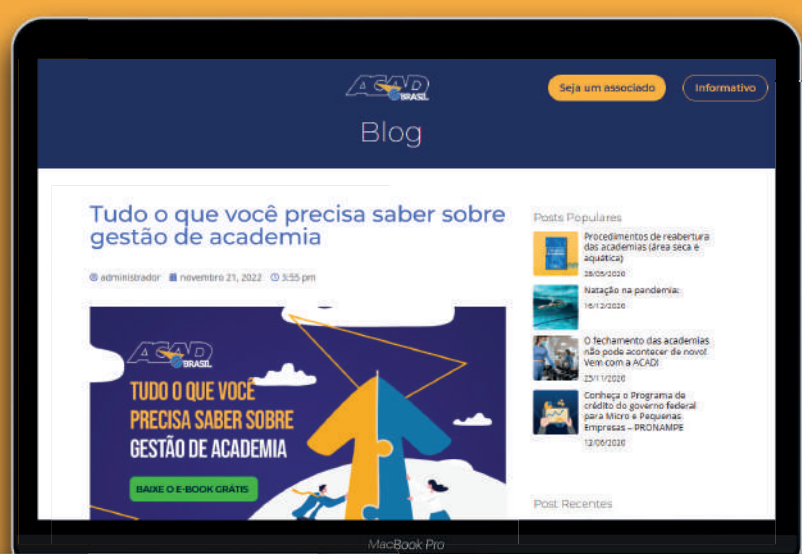 ACAD
BRASIL
Seja um associado
Informativo
Blog
Tudo o que você precisa saber sobre
gestão de academia
administrador novembro 21, 2022 3:55 pm
ACAD
BRASIL
TUDO O QUE VOCÊ
PRECISA SABER SOBRE
GESTÃO DE ACADEMIA
BAIXE O E-BOOK GRÁTIS
Posts Populares
Procedimentos de reabertura
das academias (área seca e
aquática)
28/05/2020
Natação na pandemia:
16/12/2020
O fechamento das academias
não pode acontecer de novo!
Vem com a ACAD!
25/11/2020
Conheça o Programa de
crédito do governo federal
para Micro e Pequenas
Empresas – PRONAMPE
12/06/2020
Post Recentes
MacBook Pro